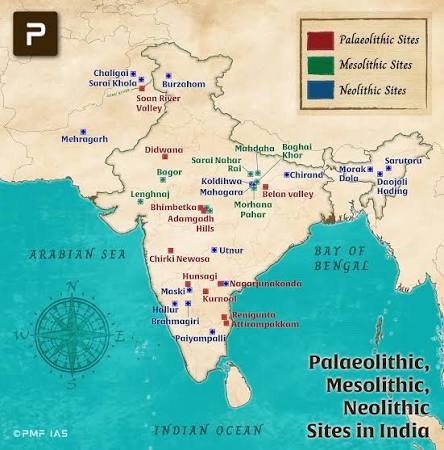 P
Palaeolithic Sites
Mesolithic Sites
Neolithic Sites
Chaligai
Sarai Khola
Burzaham
Soan River
Valley
Mehragarh
Didwana
Bagor
Lenghnaj
Sarai Nahar
Rai
Mahdaha
Baghai
Khor
Koldihwa
Mahagara
Chirand
Belan valley
Morhana
Pahar
Bhimbetka
Adamgadh
Hills
Sarutaru
Morak
Dola
Daojali
Hading
ARABIAN SEA
BAY OF
BENGAL
Chirki Newasa
Utnur
Hunsagi
Nagarjunakonda
Maski
Kurnool
Hallur
Brahmagiri
Renigunta
Attirampakkam
Paiyampalli
N
W
E
S
Palaeolithic,
Mesolithic,
Neolithic
Sites in India
INDIAN OCEAN
©PMF IAS